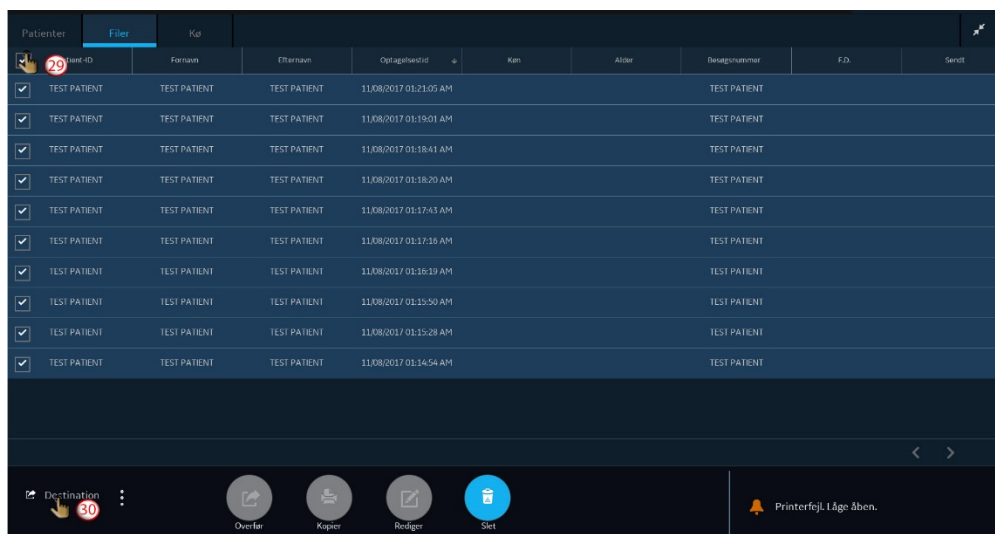 Patienter Filer Kø
29 tient-ID Fornavn Efternavn Optagelsestid Køn Alder Besøgsnummer F.D. Sendt
TEST PATIENT TEST PATIENT TEST PATIENT 11/08/2017 01:21:05 AM TEST PATIENT
TEST PATIENT TEST PATIENT TEST PATIENT 11/08/2017 01:19:01 AM TEST PATIENT
TEST PATIENT TEST PATIENT TEST PATIENT 11/08/2017 01:18:41 AM TEST PATIENT
TEST PATIENT TEST PATIENT TEST PATIENT 11/08/2017 01:18:20 AM TEST PATIENT
TEST PATIENT TEST PATIENT TEST PATIENT 11/08/2017 01:17:43 AM TEST PATIENT
TEST PATIENT TEST PATIENT TEST PATIENT 11/08/2017 01:17:16 AM TEST PATIENT
TEST PATIENT TEST PATIENT TEST PATIENT 11/08/2017 01:16:19 AM TEST PATIENT
TEST PATIENT TEST PATIENT TEST PATIENT 11/08/2017 01:15:50 AM TEST PATIENT
TEST PATIENT TEST PATIENT TEST PATIENT 11/08/2017 01:15:28 AM TEST PATIENT
TEST PATIENT TEST PATIENT TEST PATIENT 11/08/2017 01:14:54 AM TEST PATIENT
Destination
30
Overfør Kopier Rediger Slet
Printerfejl. Låge åben.